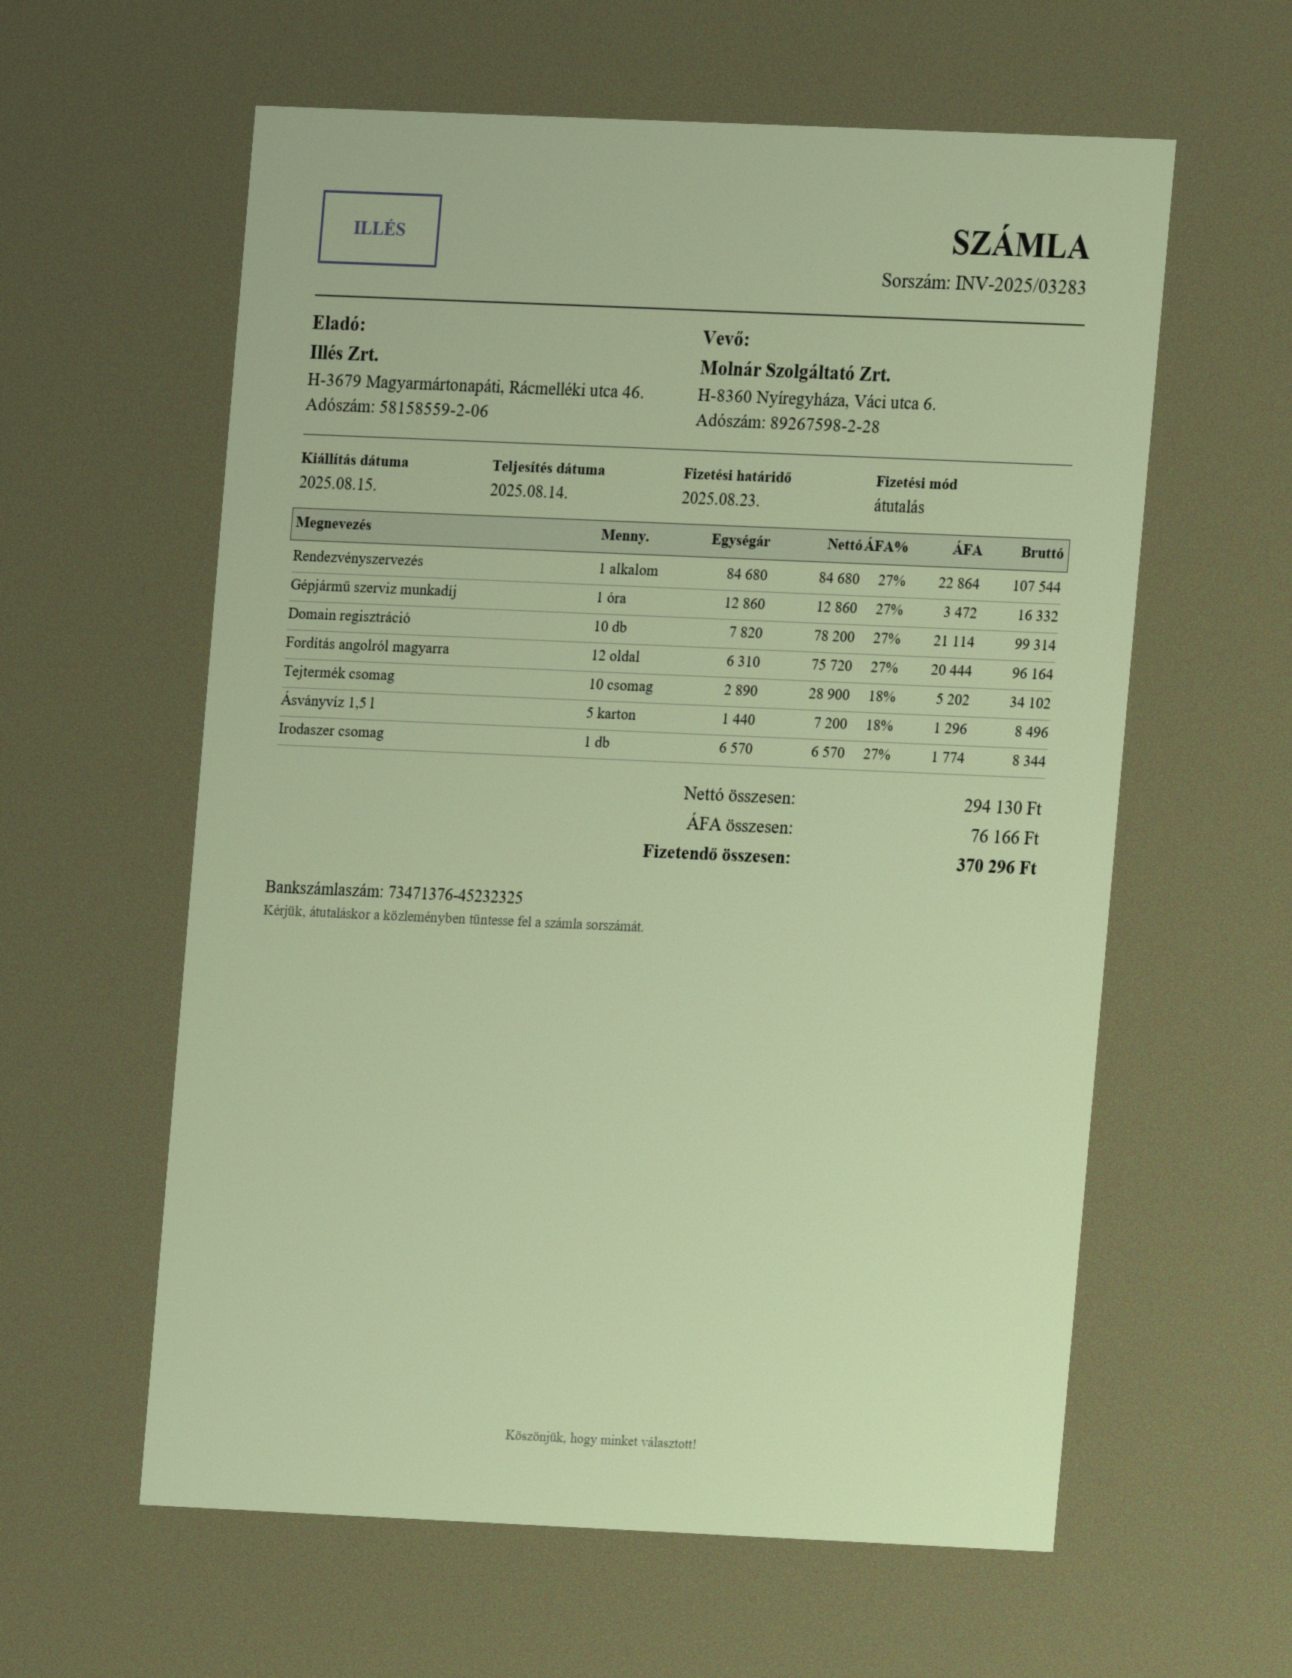 ILLÉS
SZÁMLA
Sorszám: INV-2025/03283
Eladó:
Illés Zrt.
H-3679 Magyarmártonapáti, Rácmelléki utca 46.
Adószám: 58158559-2-06
Vevő:
Molnár Szolgáltató Zrt.
H-8360 Nyíregyháza, Váci utca 6.
Adószám: 89267598-2-28
Kiállítás dátuma Teljesítés dátuma Fizetési határidő Fizetési mód
2025.08.15. 2025.08.14. 2025.08.23. átutalás
Megnevezés Menny. Egységár Nettó ÁFA% ÁFA Bruttó
Rendezvényszervezés 1 alkalom 84 680 84 680 27% 22 864 107 544
Gépjármű szerviz munkadíj 1 óra 12 860 12 860 27% 3 472 16 332
Domain regisztráció 10 db 7 820 78 200 27% 21 114 99 314
Fordítás angolról magyarra 12 oldal 6 310 75 720 27% 20 444 96 164
Tejtermék csomag 10 csomag 2 890 28 900 18% 5 202 34 102
Ásványvíz 1,5 l 5 karton 1 440 7 200 18% 1 296 8 496
Irodaszer csomag 1 db 6 570 6 570 27% 1 774 8 344
Nettó összesen: 294 130 Ft
ÁFA összesen: 76 166 Ft
Fizetendő összesen: 370 296 Ft
Bankszámlaszám: 73471376-45232325
Kérjük, átutaláskor a közleményben tüntesse fel a számla sorszámát.
Köszönjük, hogy minket választott!